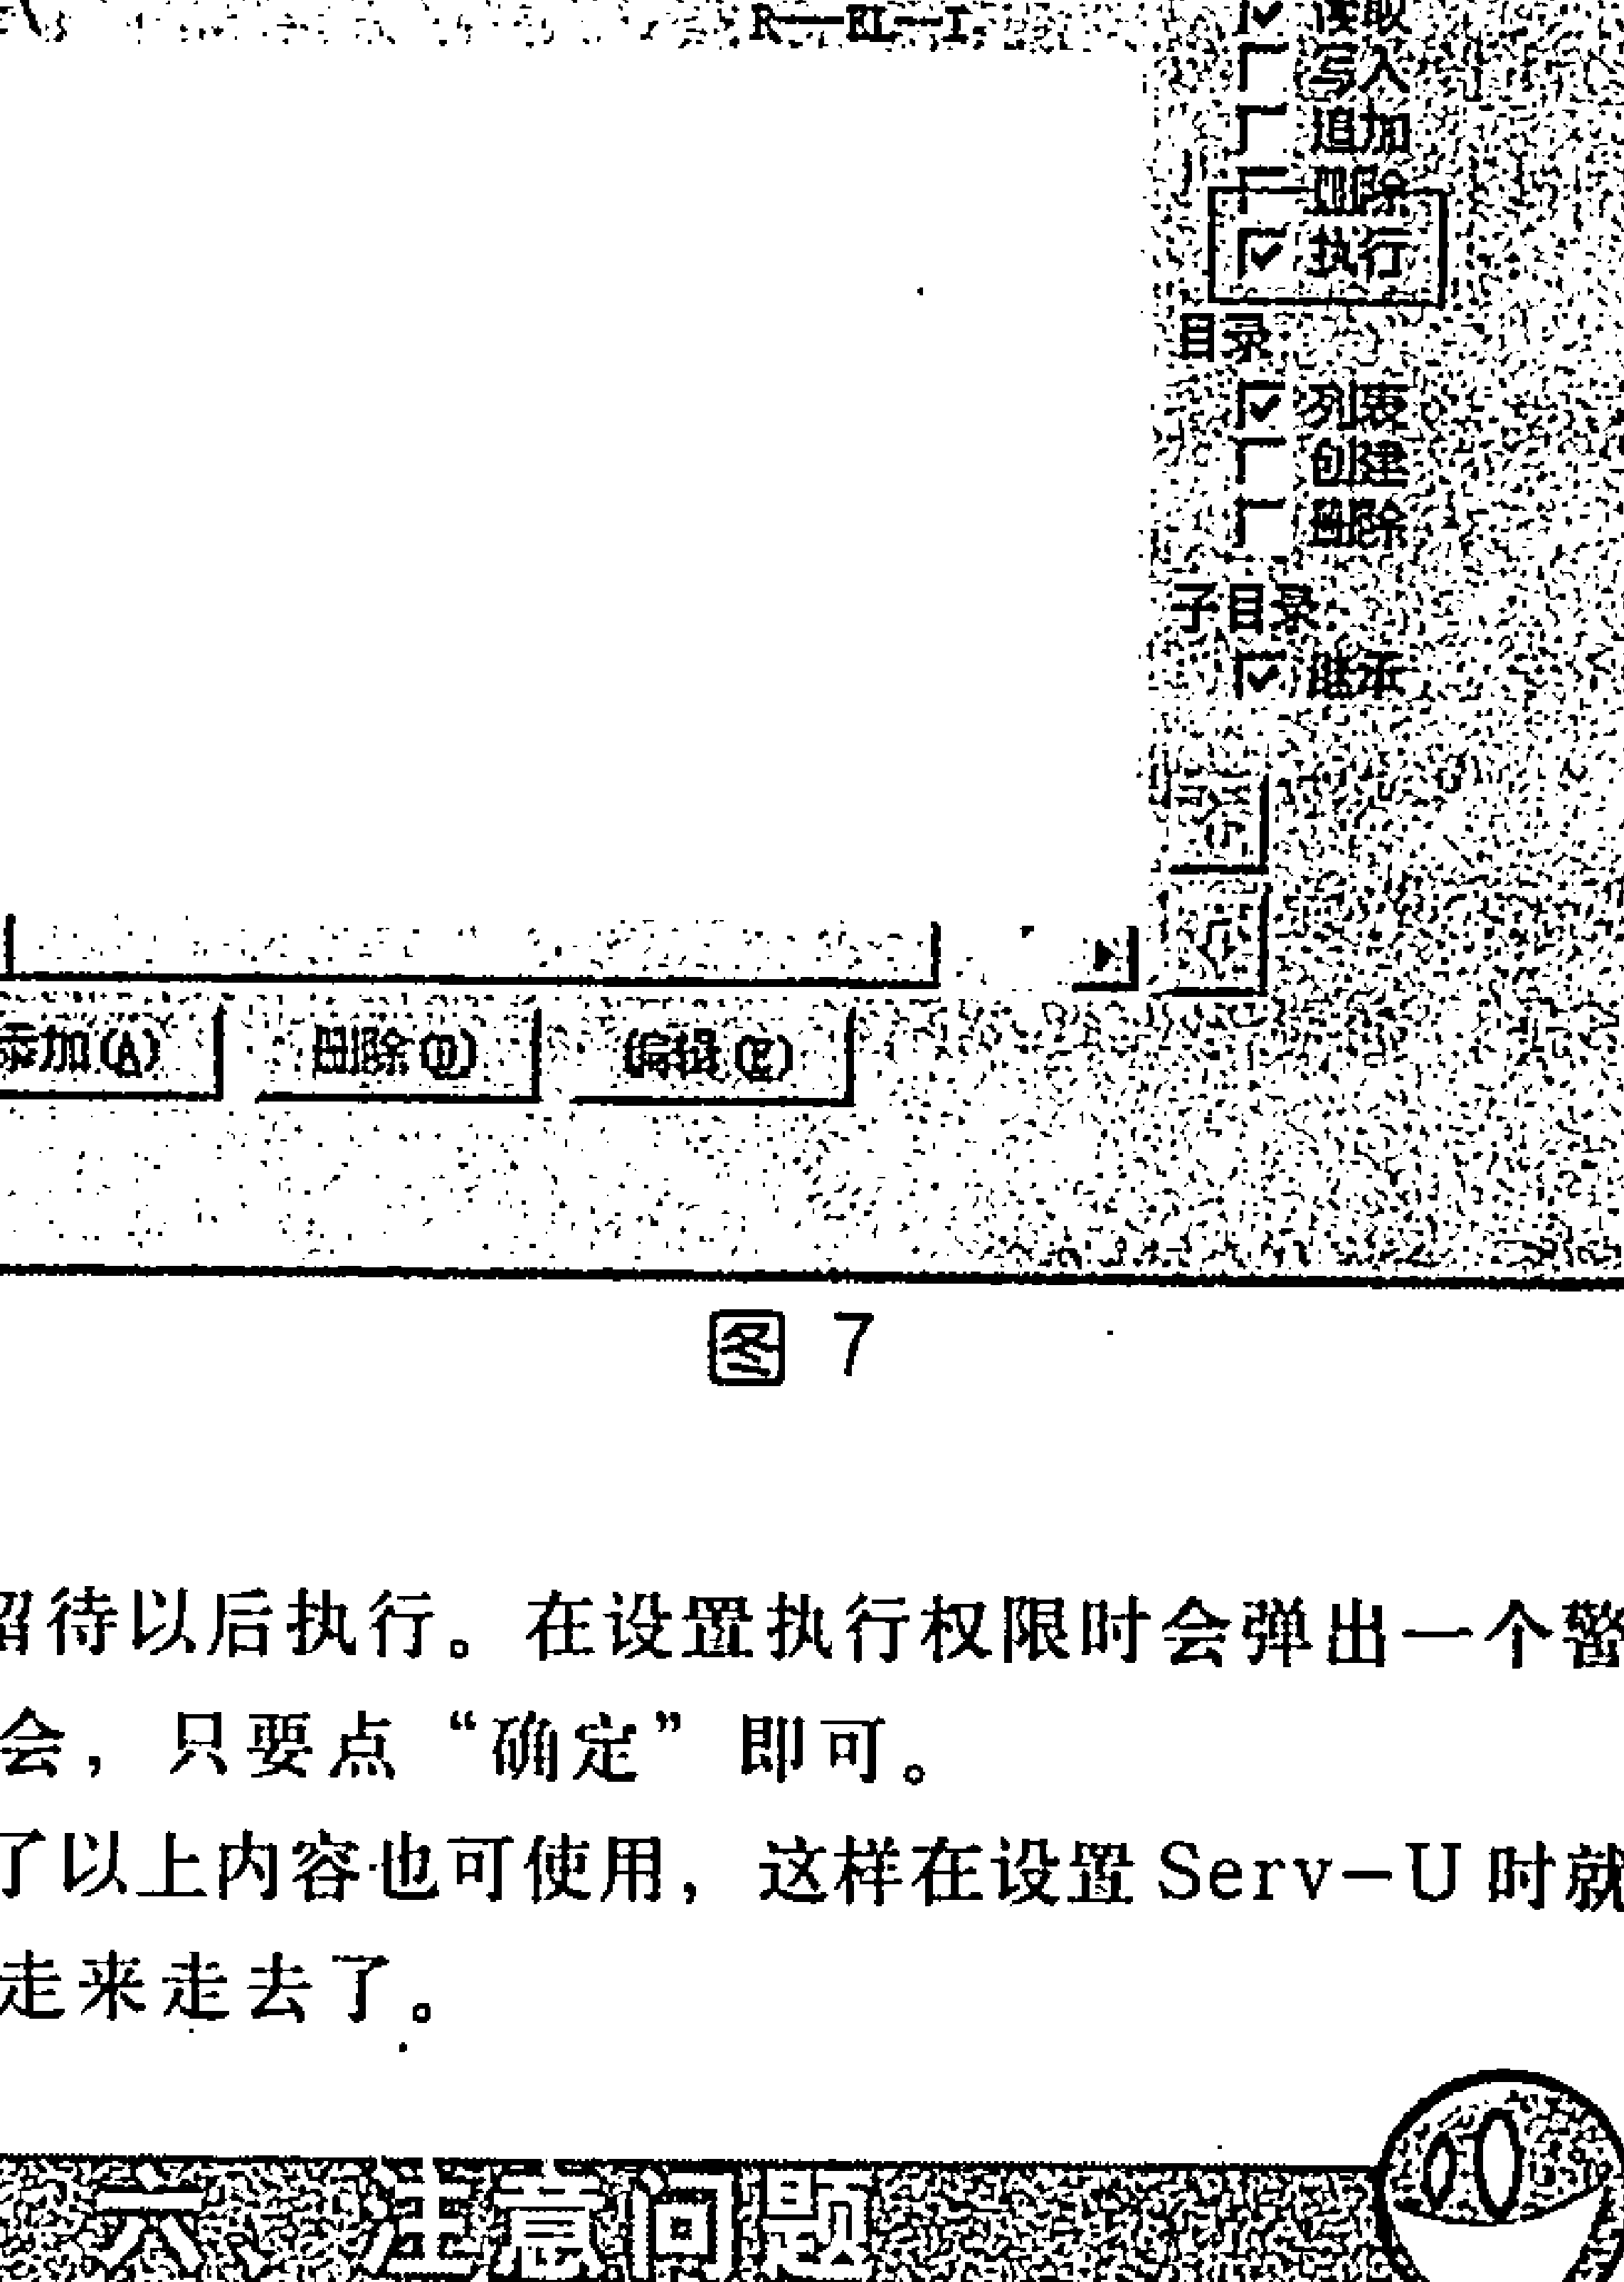 R——EL——I
读取
写入
追加
删除
执行
目录
列表
创建
删除
子目录
继承
添加(A) 删除(D) 编辑(E)
图 7
留待以后执行。在设置执行权限时会弹出一个警
会，只要点“确定”即可。
了以上内容也可使用，这样在设置Serv-U时就
走来走去了。
六、注意问题